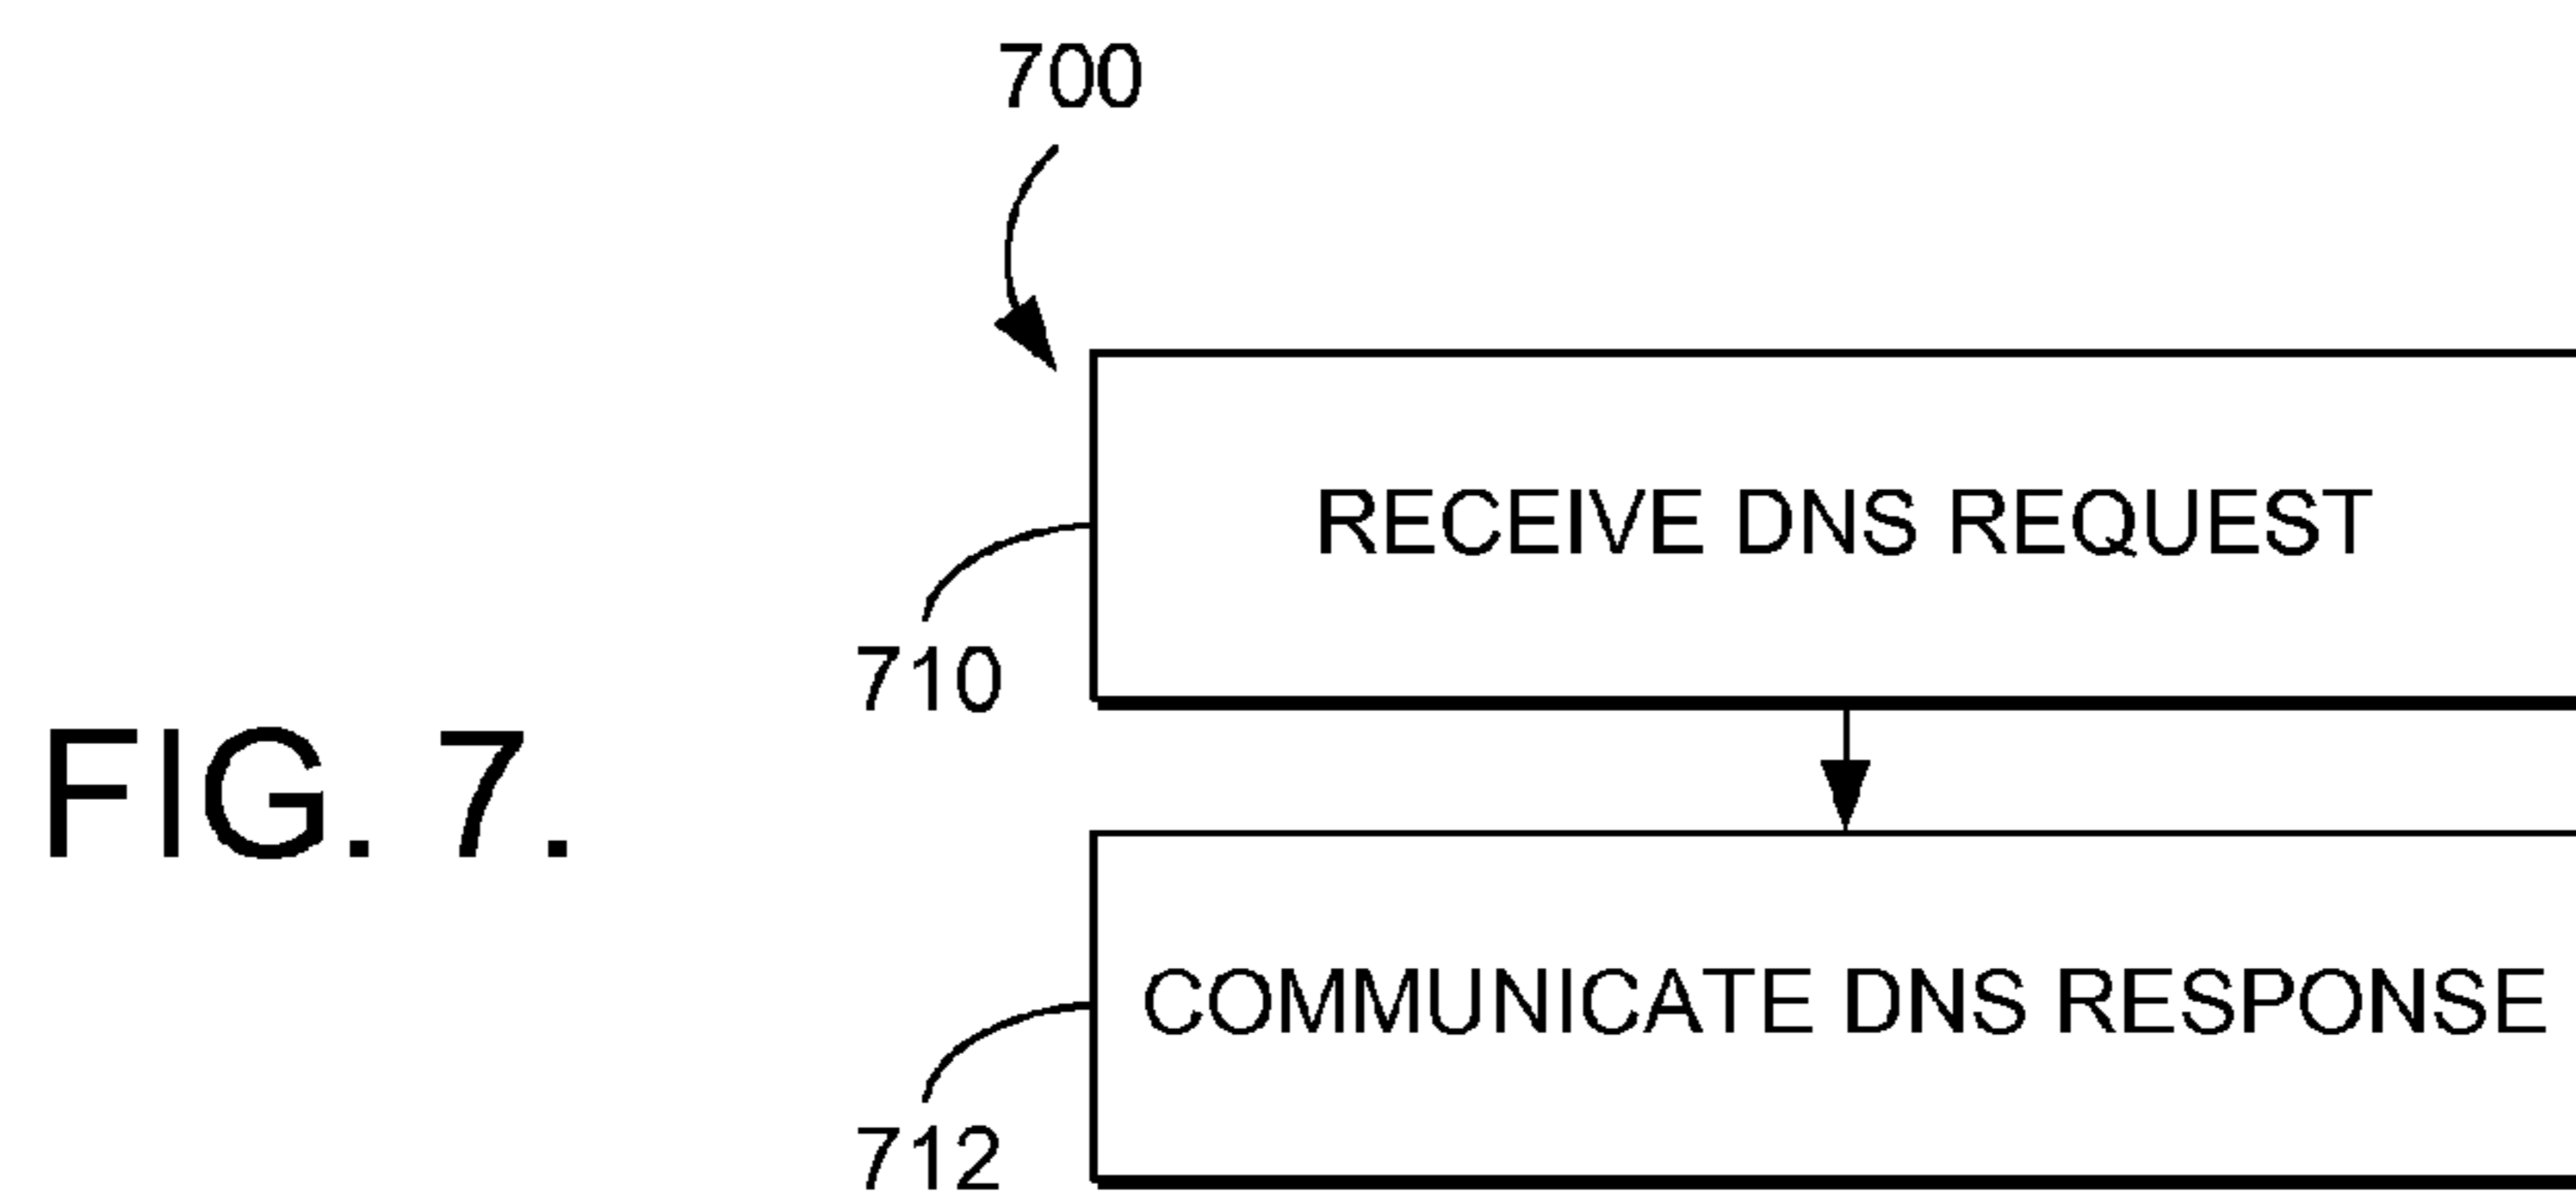 700
RECEIVE DNS REQUEST
710
FIG. 7.
COMMUNICATE DNS RESPONSE
712